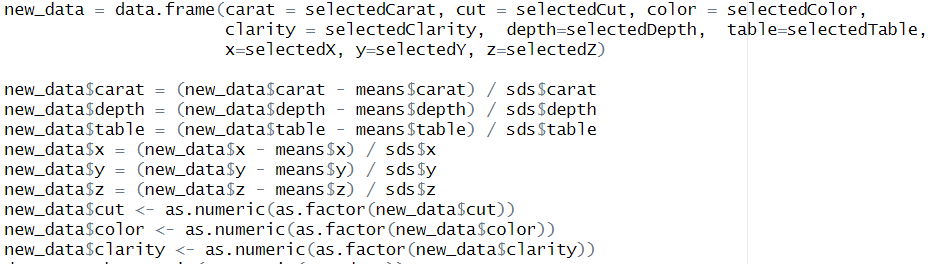 new_data = data.frame(carat = selectedCarat, cut = selectedCut, color = selectedColor,
clarity = selectedClarity,  depth=selectedDepth,  table=selectedTable,
x=selectedX, y=selectedY, z=selectedZ)
new_data$carat = (new_data$carat - means$carat) / sds$carat
new_data$depth = (new_data$depth - means$depth) / sds$depth
new_data$table = (new_data$table - means$table) / sds$table
new_data$x = (new_data$x - means$x) / sds$x
new_data$y = (new_data$y - means$y) / sds$y
new_data$z = (new_data$z - means$z) / sds$z
new_data$cut <- as.numeric(as.factor(new_data$cut))
new_data$color <- as.numeric(as.factor(new_data$color))
new_data$clarity <- as.numeric(as.factor(new_data$clarity))